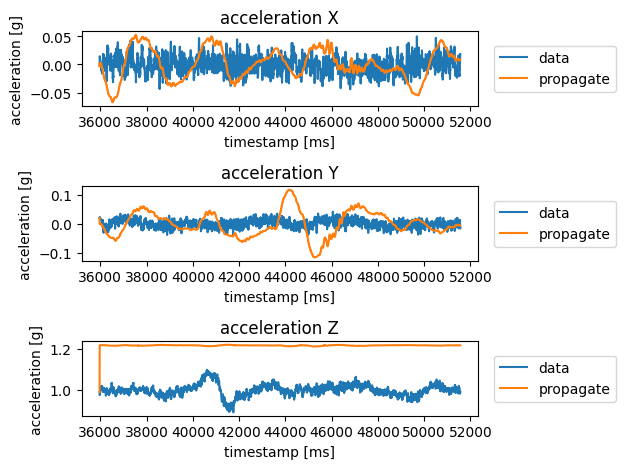 acceleration X
acceleration [g]
0.05
0.00
−0.05
36000 38000 40000 42000 44000 46000 48000 50000 52000
timestamp [ms]
data
propagate
acceleration Y
acceleration [g]
0.1
0.0
−0.1
36000 38000 40000 42000 44000 46000 48000 50000 52000
timestamp [ms]
data
propagate
acceleration Z
acceleration [g]
1.2
1.0
36000 38000 40000 42000 44000 46000 48000 50000 52000
timestamp [ms]
data
propagate